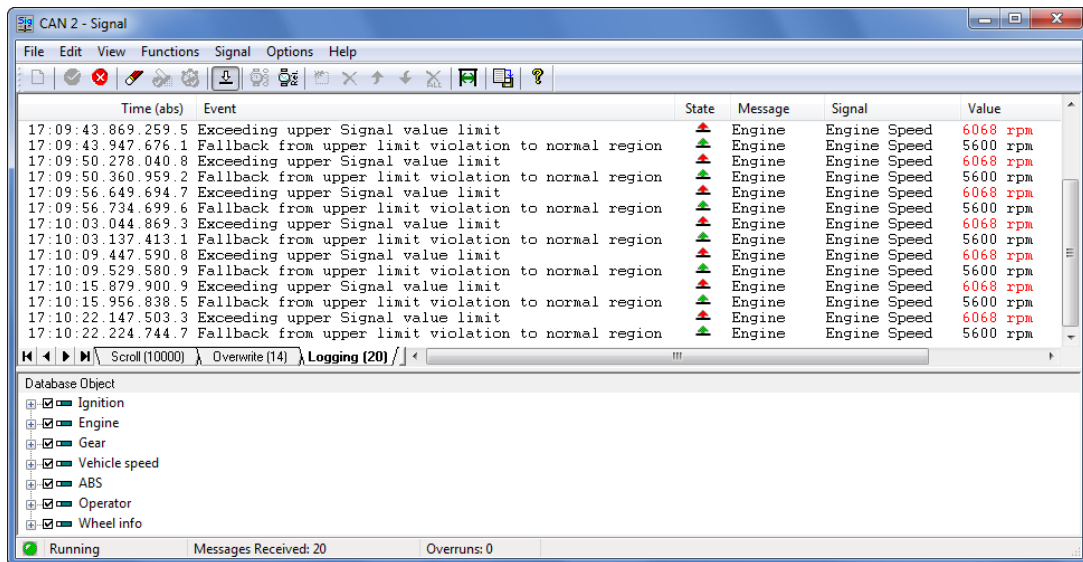 CAN 2 - Signal
File Edit View Functions Signal Options Help
Time (abs) Event State Message Signal Value
17:09:43.869.259.5 Exceeding upper Signal value limit Engine Engine Speed 6068 rpm
17:09:43.947.676.1 Fallback from upper limit violation to normal region Engine Engine Speed 5600 rpm
17:09:50.278.040.8 Exceeding upper Signal value limit Engine Engine Speed 6068 rpm
17:09:50.360.959.2 Fallback from upper limit violation to normal region Engine Engine Speed 5600 rpm
17:09:56.649.694.7 Exceeding upper Signal value limit Engine Engine Speed 6068 rpm
17:09:56.734.699.6 Fallback from upper limit violation to normal region Engine Engine Speed 5600 rpm
17:10:03.044.869.3 Exceeding upper Signal value limit Engine Engine Speed 6068 rpm
17:10:03.137.413.1 Fallback from upper limit violation to normal region Engine Engine Speed 5600 rpm
17:10:09.447.590.8 Exceeding upper Signal value limit Engine Engine Speed 6068 rpm
17:10:09.529.580.9 Fallback from upper limit violation to normal region Engine Engine Speed 5600 rpm
17:10:15.879.900.9 Exceeding upper Signal value limit Engine Engine Speed 6068 rpm
17:10:15.956.838.5 Fallback from upper limit violation to normal region Engine Engine Speed 5600 rpm
17:10:22.147.503.3 Exceeding upper Signal value limit Engine Engine Speed 6068 rpm
17:10:22.224.744.7 Fallback from upper limit violation to normal region Engine Engine Speed 5600 rpm
Scroll (10000) Overwrite (14) Logging (20)
Database Object
Ignition
Engine
Gear
Vehicle speed
ABS
Operator
Wheel info
Running Messages Received: 20 Overruns: 0